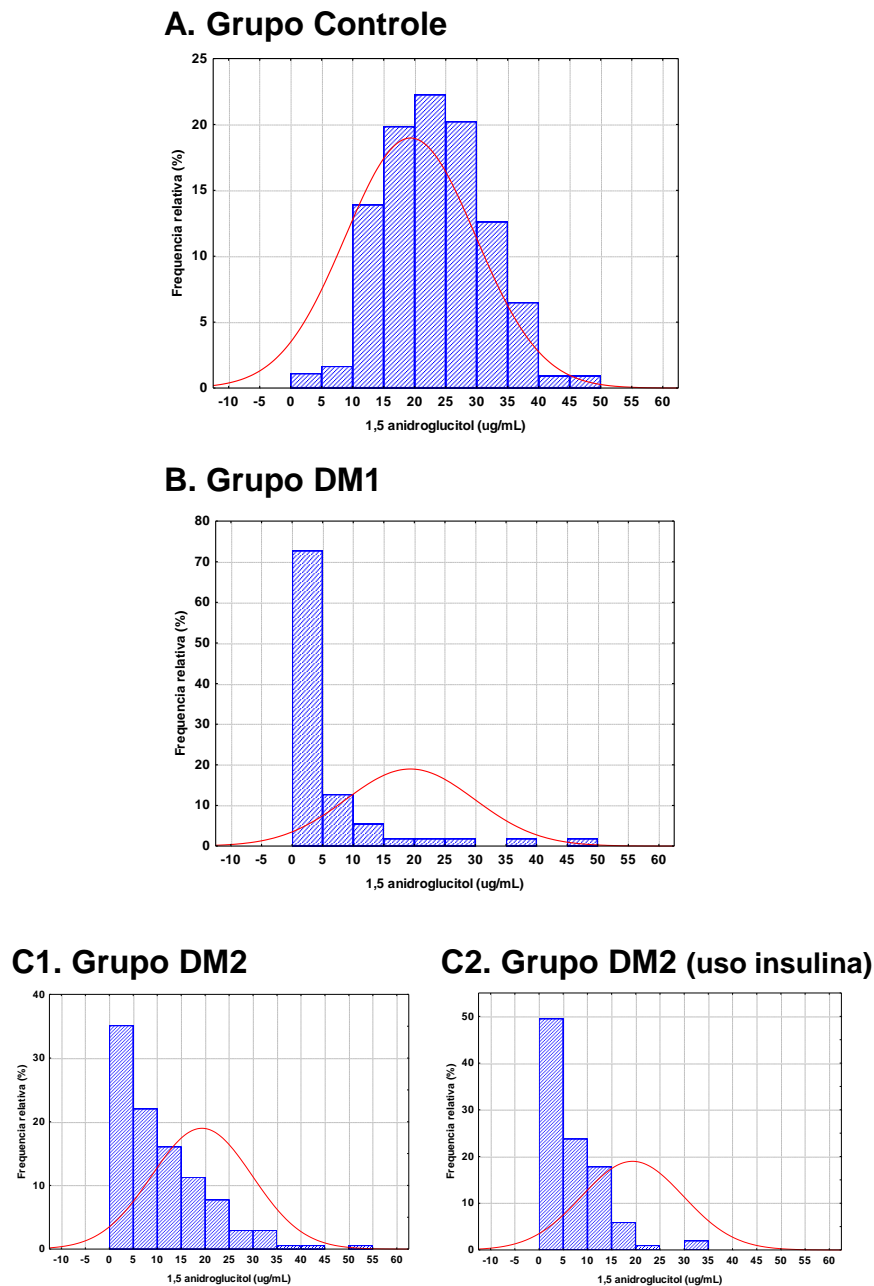 A. Grupo Controle
25
20
15
10
5
0
Frequencia relativa (%)
-10 -5 0 5 10 15 20 25 30 35 40 45 50 55 60
1,5 anidroglucitol (ug/mL)
B. Grupo DM1
80
70
60
50
40
30
20
10
0
Frequencia relativa (%)
-10 -5 0 5 10 15 20 25 30 35 40 45 50 55 60
1,5 anidroglucitol (ug/mL)
C1. Grupo DM2
40
30
20
10
0
Frequencia relativa (%)
-10 -5 0 5 10 15 20 25 30 35 40 45 50 55 60
1,5 anidroglucitol (ug/mL)
C2. Grupo DM2 (uso insulina)
50
40
30
20
10
0
Frequencia relativa (%)
-10 -5 0 5 10 15 20 25 30 35 40 45 50 55 60
1,5 anidroglucitol (ug/mL)